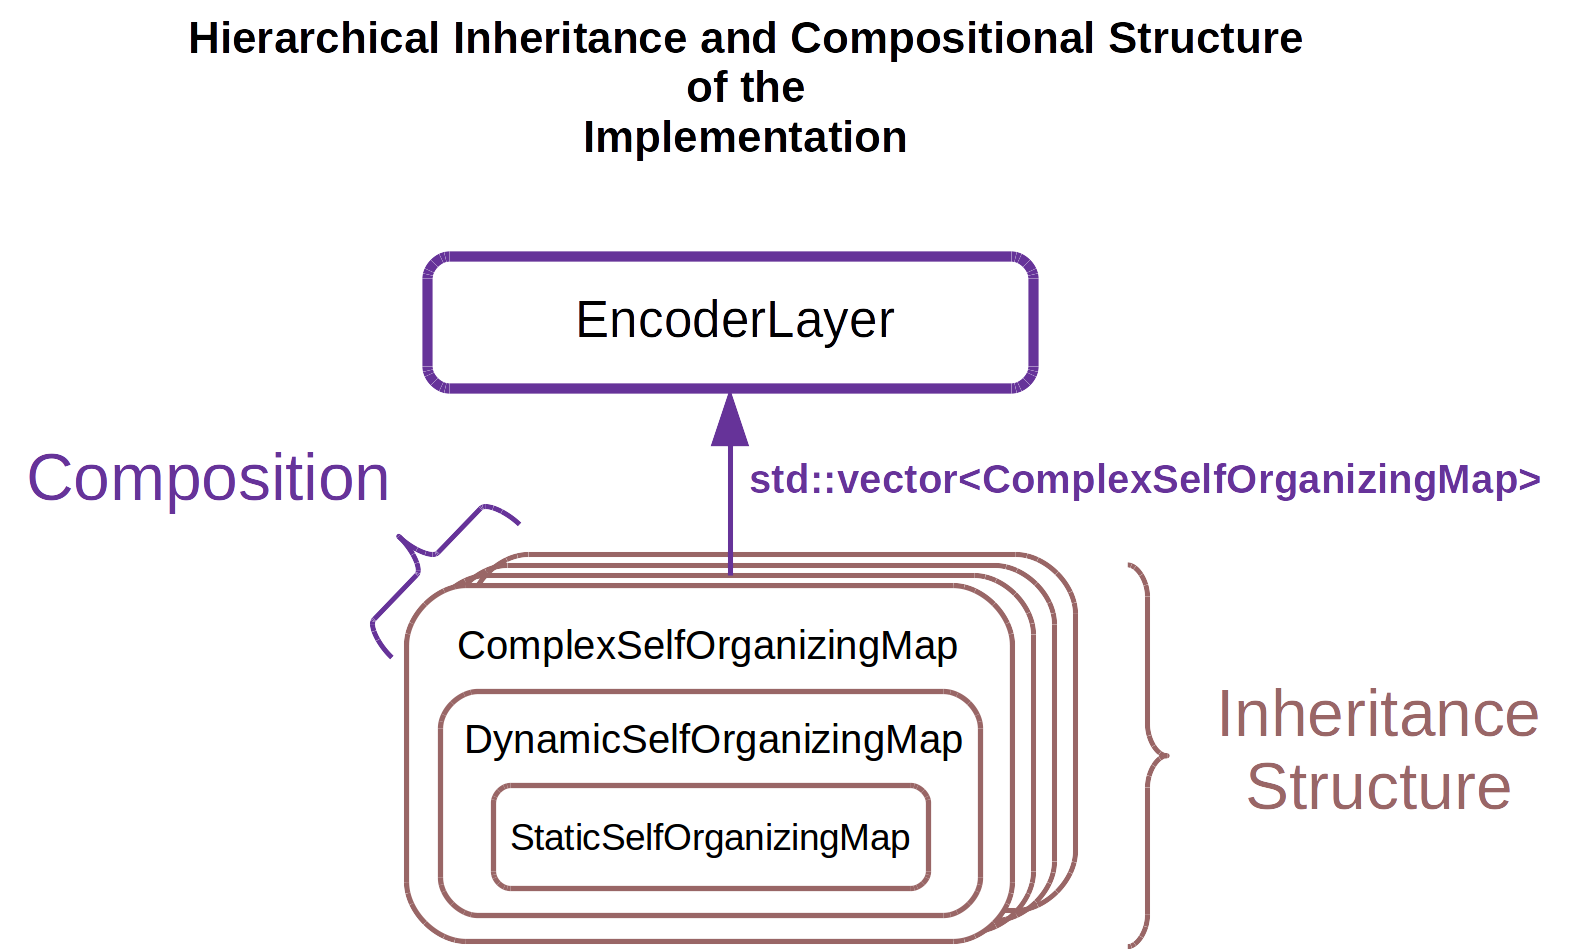 Hierarchical Inheritance and Compositional Structure
of the
Implementation
EncoderLayer
Composition
std::vector<ComplexSelfOrganizingMap>
ComplexSelfOrganizingMap
DynamicSelfOrganizingMap
StaticSelfOrganizingMap
Inheritance
Structure